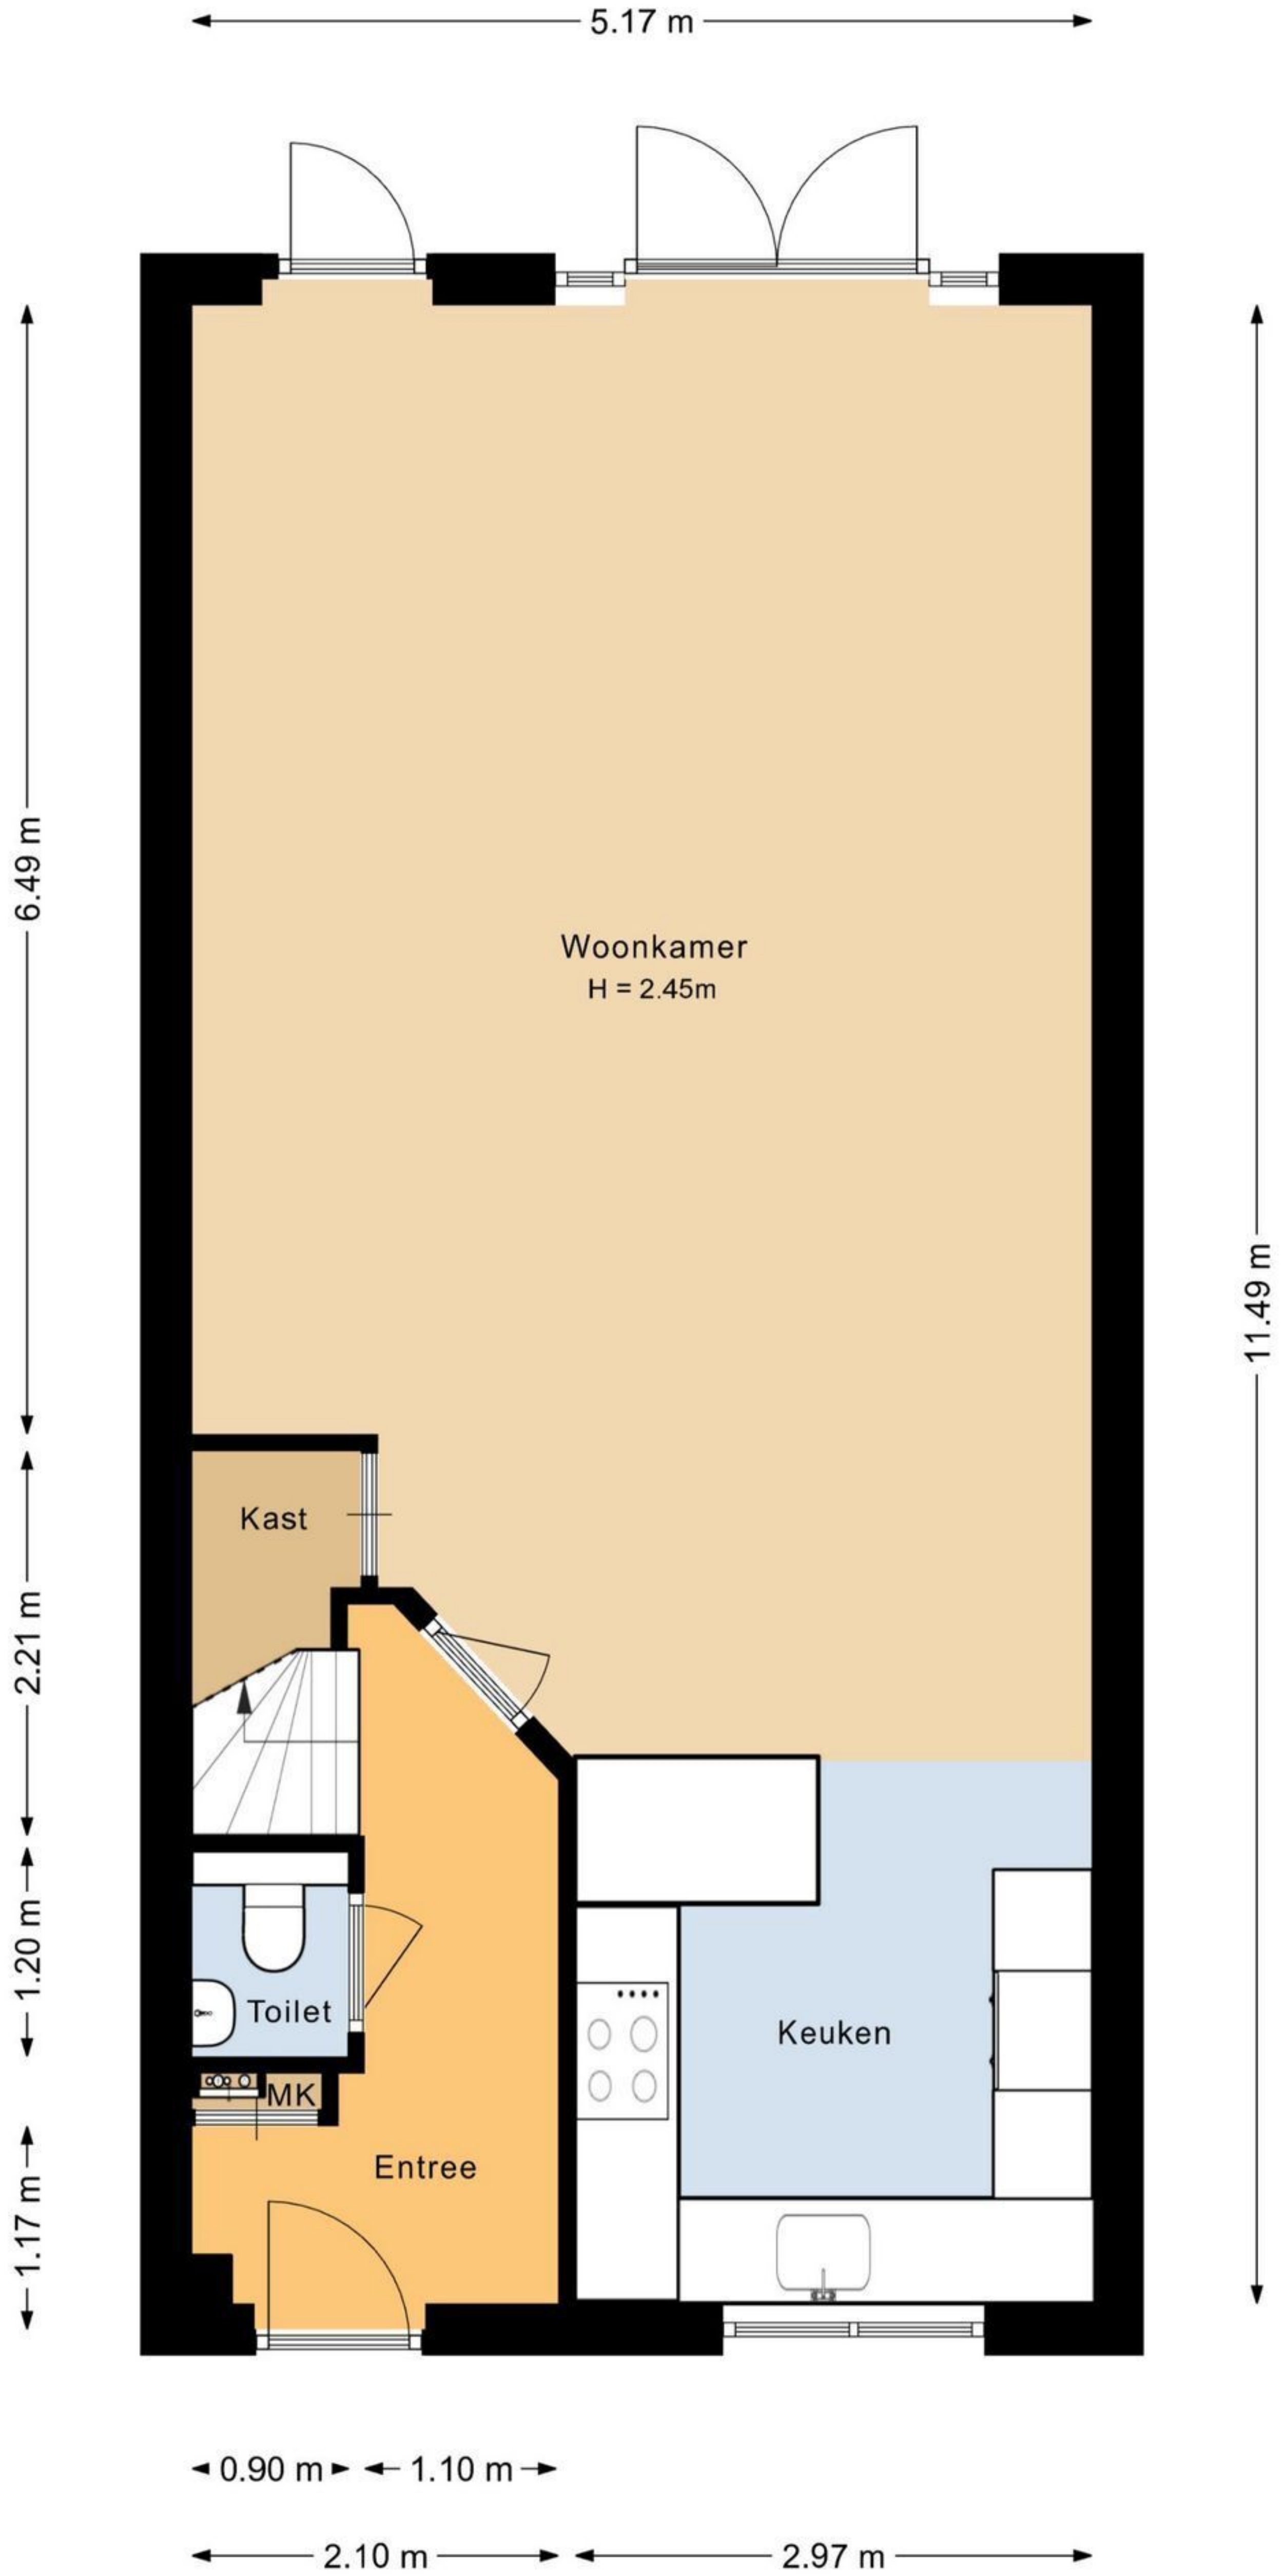 5.17 m
6.49 m
Woonkamer
H = 2.45m
11.49 m
Kast
2.21 m
1.20 m
Toilet
Keuken
MK
Entree
1.17 m
0.90 m
1.10 m
2.10 m
2.97 m